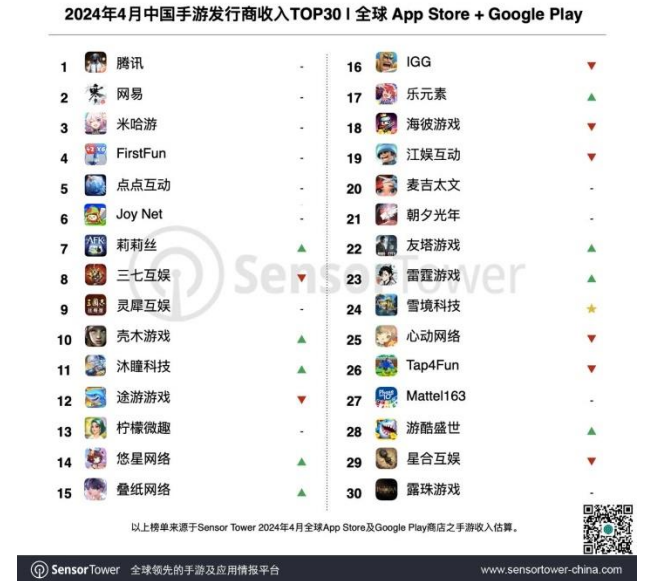 2024年4月中国手游发行商收入TOP30 | 全球 App Store + Google Play
1 腾讯 -
2 网易 -
3 米哈游 -
4 FirstFun -
5 点点互动 -
6 Joy Net -
7 莉莉丝 ▲
8 三七互娱 ▼
9 灵犀互娱 -
10 壳木游戏 ▲
11 沐瞳科技 ▲
12 途游游戏 ▼
13 柠檬微趣 -
14 悠星网络 ▲
15 叠纸网络 ▲
16 IGG ▼
17 乐元素 ▲
18 海彼游戏 ▼
19 江娱互动 ▼
20 麦吉太文 -
21 朝夕光年 -
22 友塔游戏 ▲
23 雷霆游戏 ▲
24 雪境科技 ★
25 心动网络 ▼
26 Tap4Fun ▼
27 Mattel163 -
28 游酷盛世 ▲
29 星合互娱 ▼
30 露珠游戏 -
SensorTower
以上榜单来源于Sensor Tower 2024年4月全球App Store及Google Play商店之手游收入估算。
SensorTower 全球领先的手游及应用情报平台 www.sensortower-china.com